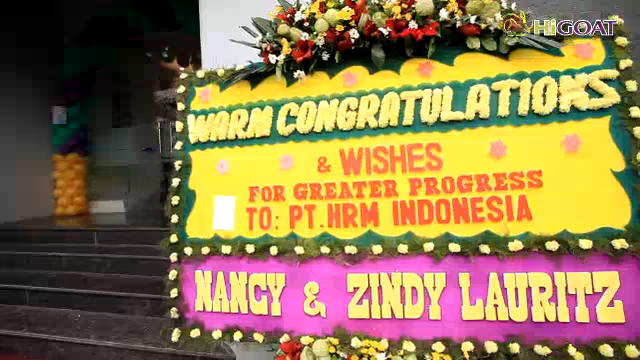 HiGOAT
WARM CONGRATULATIONS
& WISHES
FOR GREATER PROGRESS
TO: PT.HRM INDONESIA
NANCY & ZINDY LAURITZ